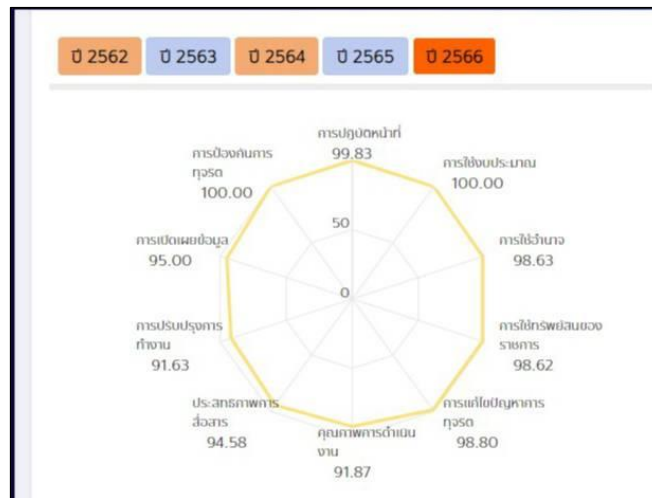 ปี 2562 ปี 2563 ปี 2564 ปี 2565 ปี 2566
การปฏิบัติหน้าที่
99.83
การใช้งบประมาณ
100.00
การใช้อำนาจ
98.63
การใช้ทรัพย์สินของ
ราชการ
98.62
การแก้ไขปัญหาการ
ทุจริต
98.80
คุณภาพการดำเนิน
งาน
91.87
ประสิทธิภาพการ
สื่อสาร
94.58
การปรับปรุงการ
ทำงาน
91.63
การเปิดเผยข้อมูล
95.00
การป้องกันการ
ทุจริต
100.00
50
0